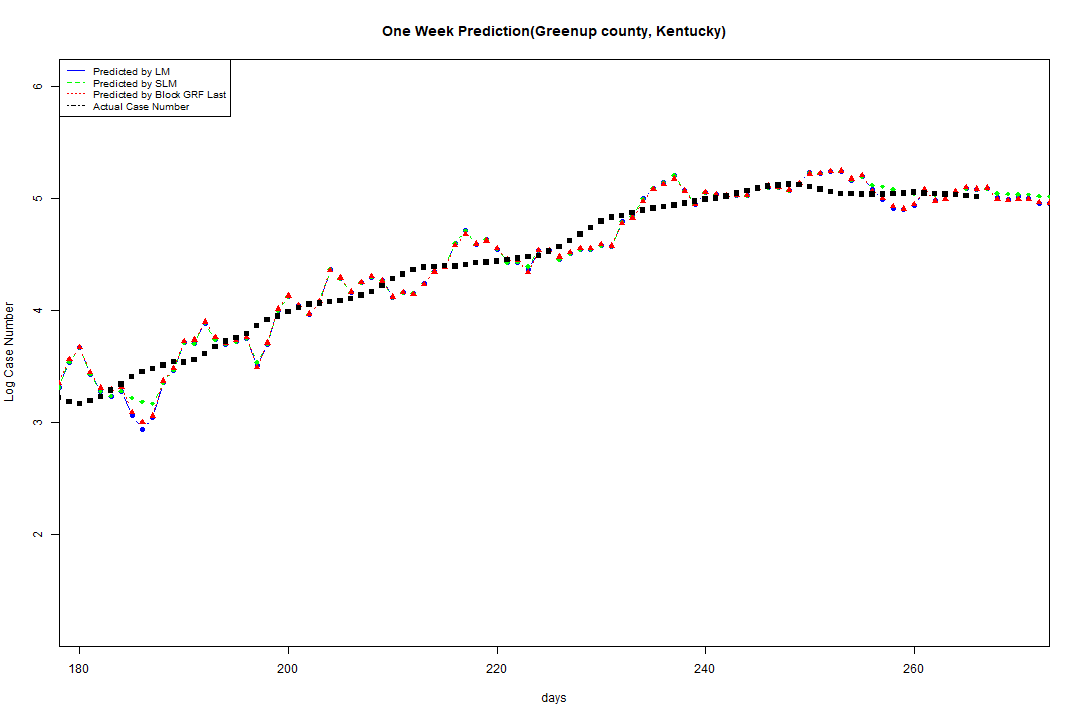 One Week Prediction(Greenup county, Kentucky)
Predicted by LM
Predicted by SLM
Predicted by Block GRF Last
Actual Case Number
6
5
4
3
2
Log Case Number
180 200 220 240 260
days